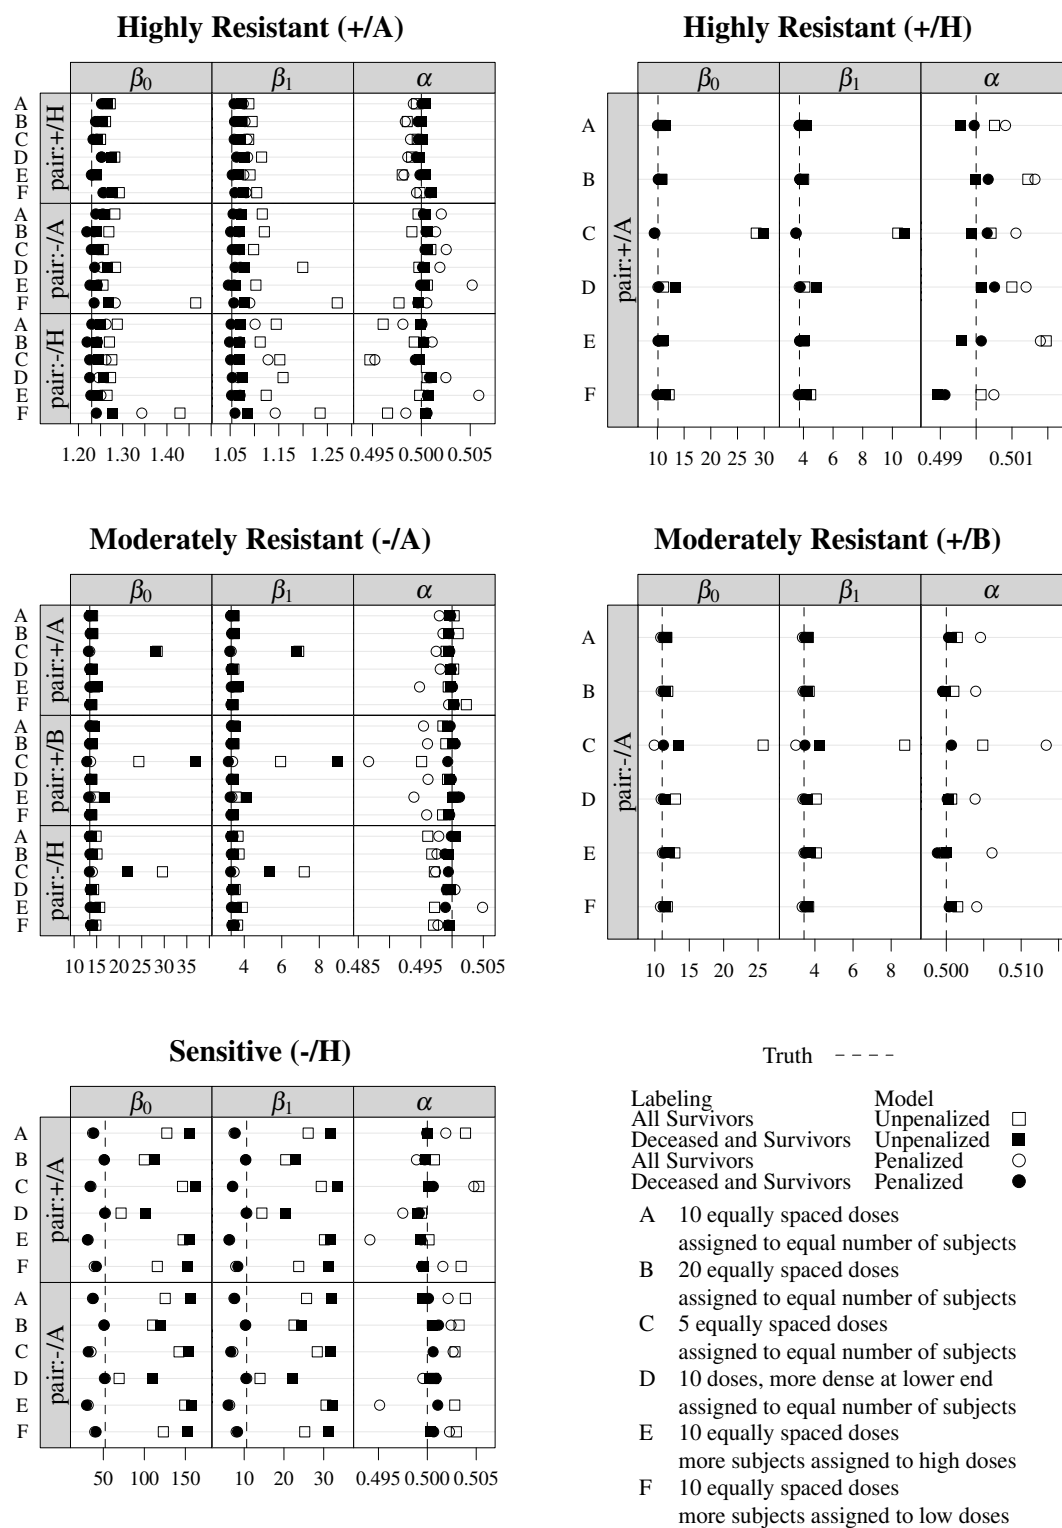 Highly Resistant (+/A)
β0 β1 α
pair:+/H
A
B
C
D
E
F
pair:-/A
A
B
C
D
E
F
pair:-/H
A
B
C
D
E
F
1.20 1.30 1.40 1.05 1.15 1.25 0.495 0.500 0.505
Highly Resistant (+/H)
β0 β1 α
pair:+/A
A
B
C
D
E
F
10 15 20 25 30 4 6 8 10 0.499 0.501
Moderately Resistant (-/A)
β0 β1 α
pair:+/A
A
B
C
D
E
F
pair:+/B
A
B
C
D
E
F
pair:-/H
A
B
C
D
E
F
10 15 20 25 30 35 4 6 8 0.485 0.495 0.505
Moderately Resistant (+/B)
β0 β1 α
pair:-/A
A
B
C
D
E
F
10 15 20 25 4 6 8 0.500 0.510
Sensitive (-/H)
β0 β1 α
pair:+/A
A
B
C
D
E
F
pair:-/A
A
B
C
D
E
F
50 100 150 10 20 30 0.495 0.500 0.505
Truth
Labeling Model
All Survivors Unpenalized
Deceased and Survivors Unpenalized
All Survivors Penalized
Deceased and Survivors Penalized
A 10 equally spaced doses
assigned to equal number of subjects
B 20 equally spaced doses
assigned to equal number of subjects
C 5 equally spaced doses
assigned to equal number of subjects
D 10 doses, more dense at lower end
assigned to equal number of subjects
E 10 equally spaced doses
more subjects assigned to high doses
F 10 equally spaced doses
more subjects assigned to low doses